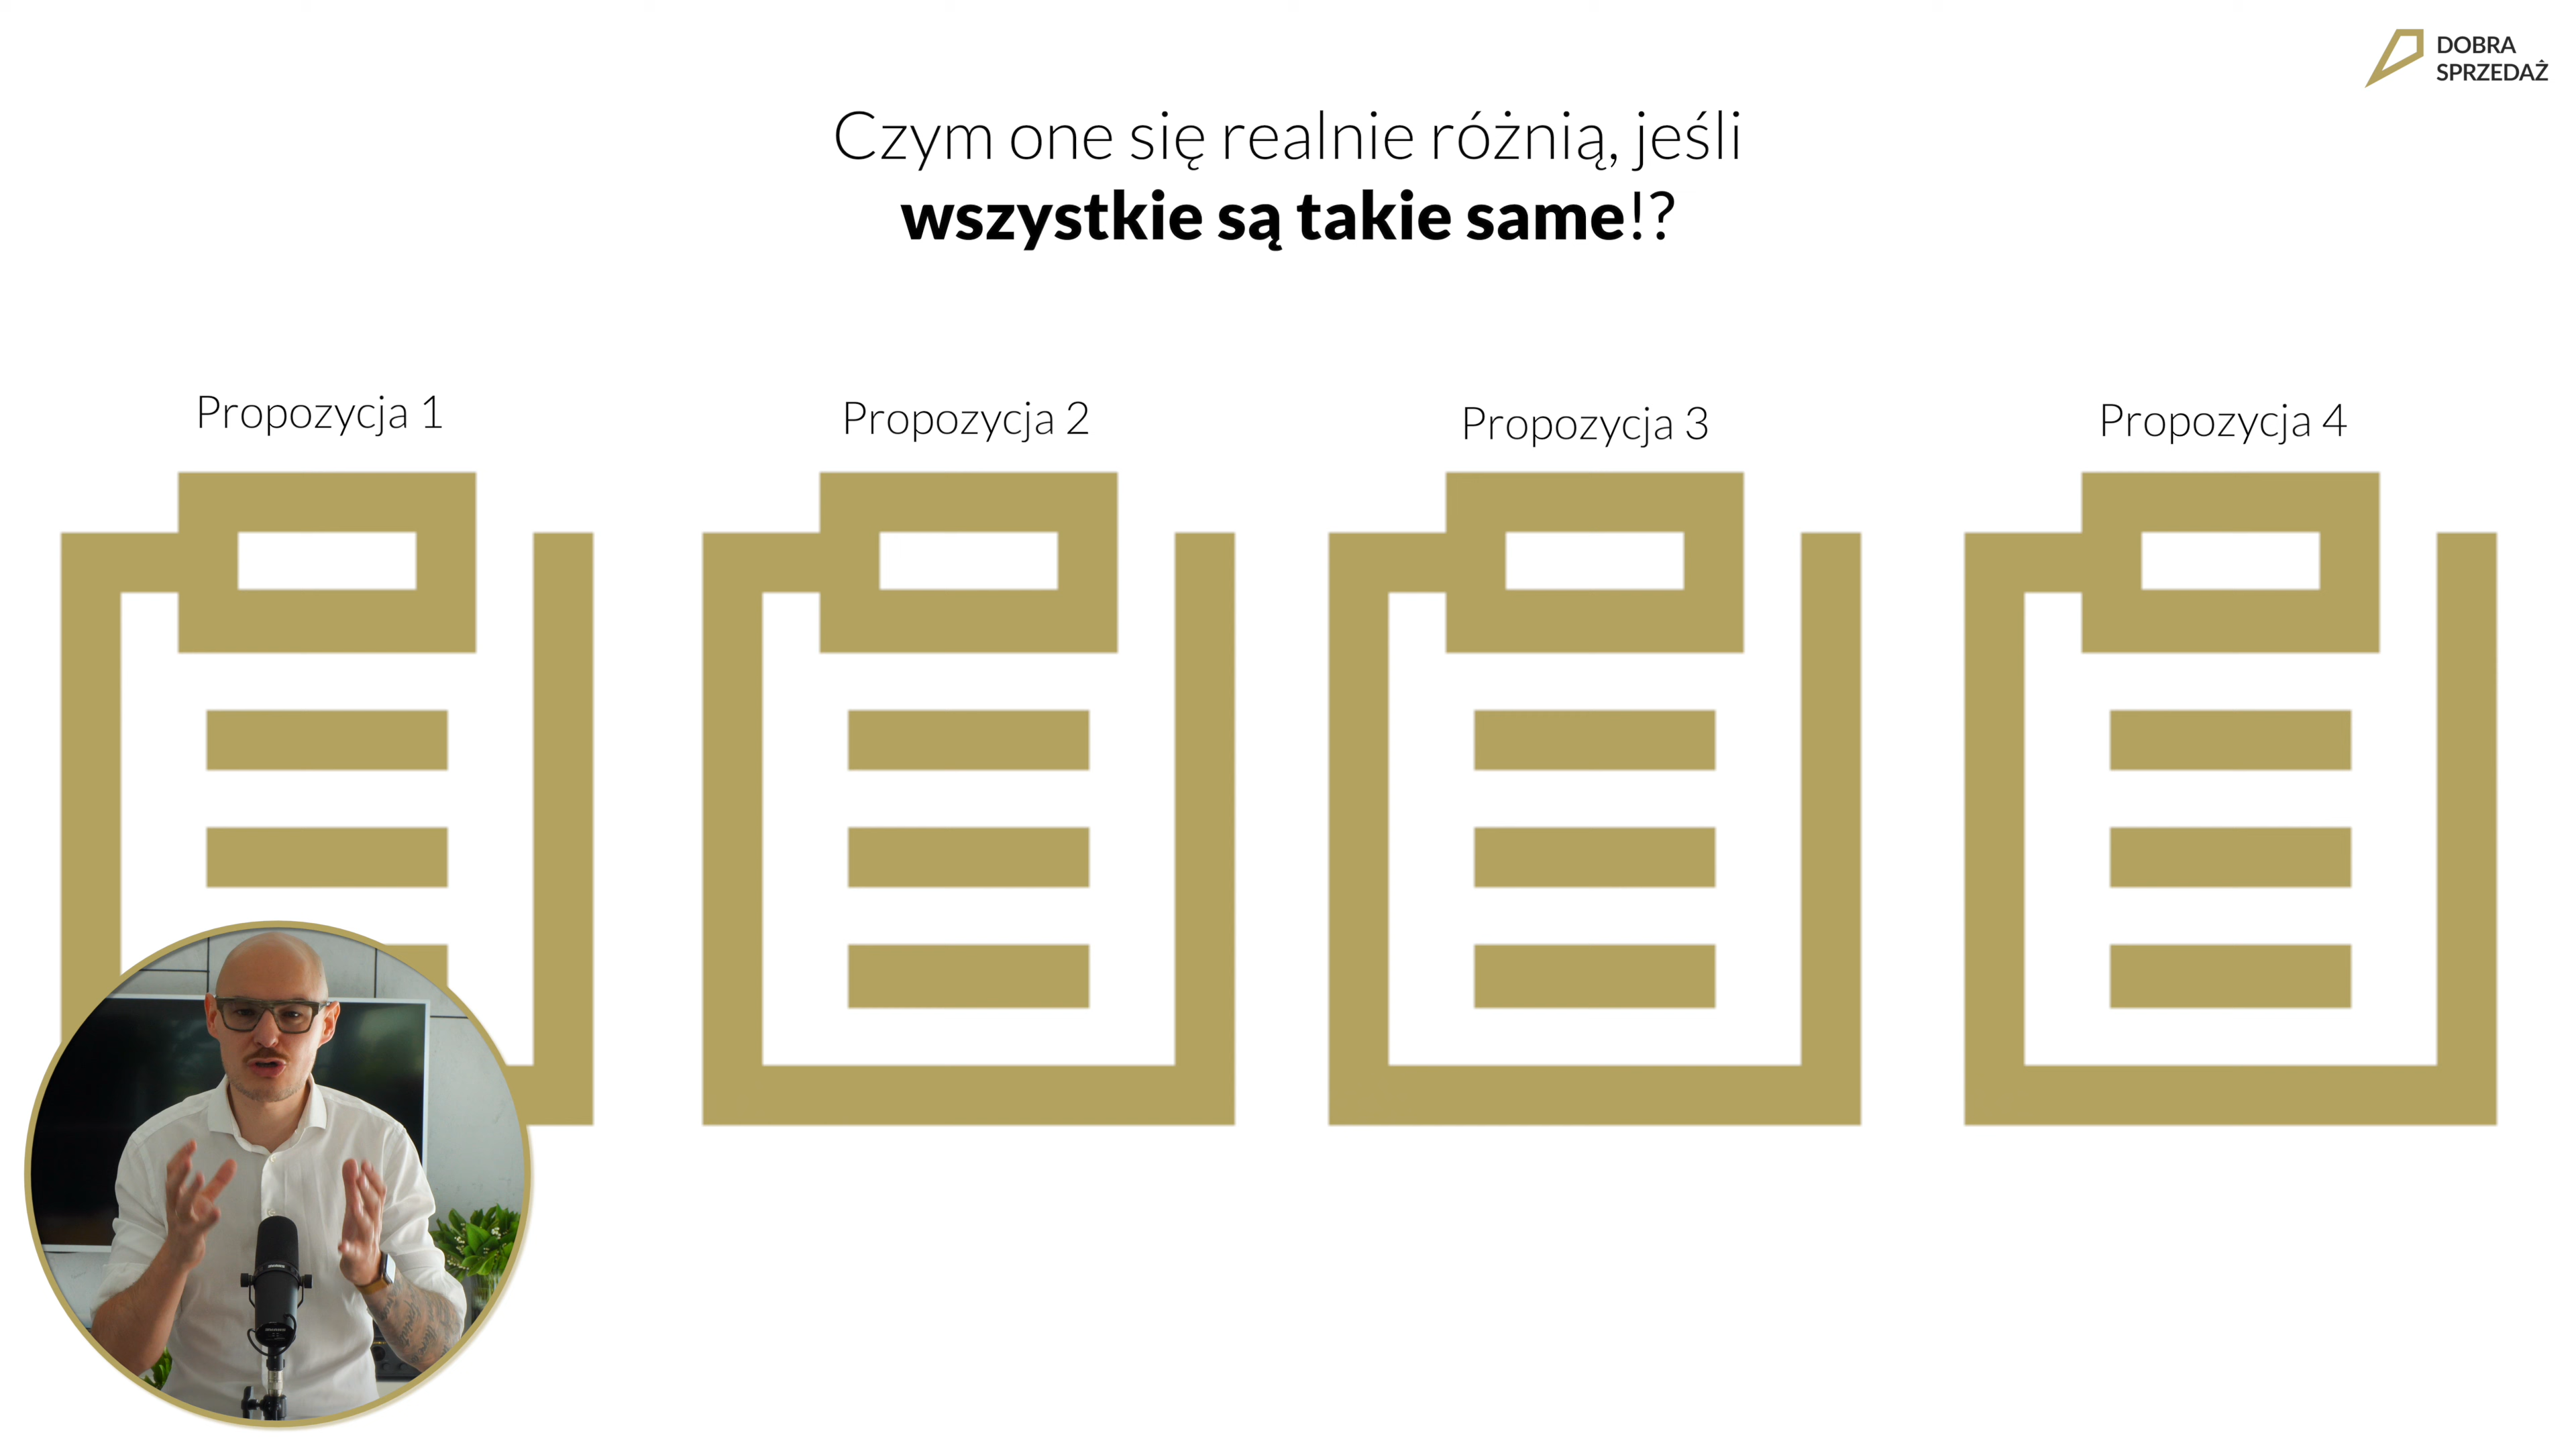 DOBRA
SPRZEDAŻ
Czym one się realnie różnią, jeśli
wszystkie są takie same!?
Propozycja 1
Propozycja 2
Propozycja 3
Propozycja 4